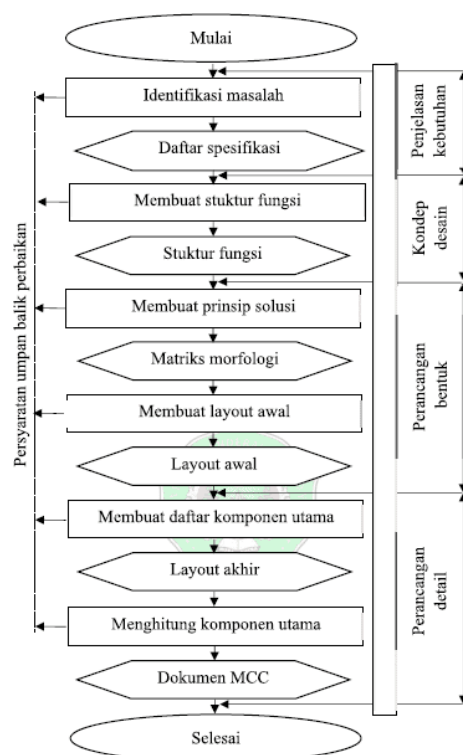 Mulai
Identifikasi masalah
Daftar spesifikasi
Membuat stuktur fungsi
Stuktur fungsi
Membuat prinsip solusi
Matriks morfologi
Membuat layout awal
Layout awal
Membuat daftar komponen utama
Layout akhir
Menghitung komponen utama
Dokumen MCC
Selesai
Persyaratan umpan balik perbaikan
Penjelasan
kebutuhan
Kondep
desain
Perancangan
bentuk
Perancangan
detail